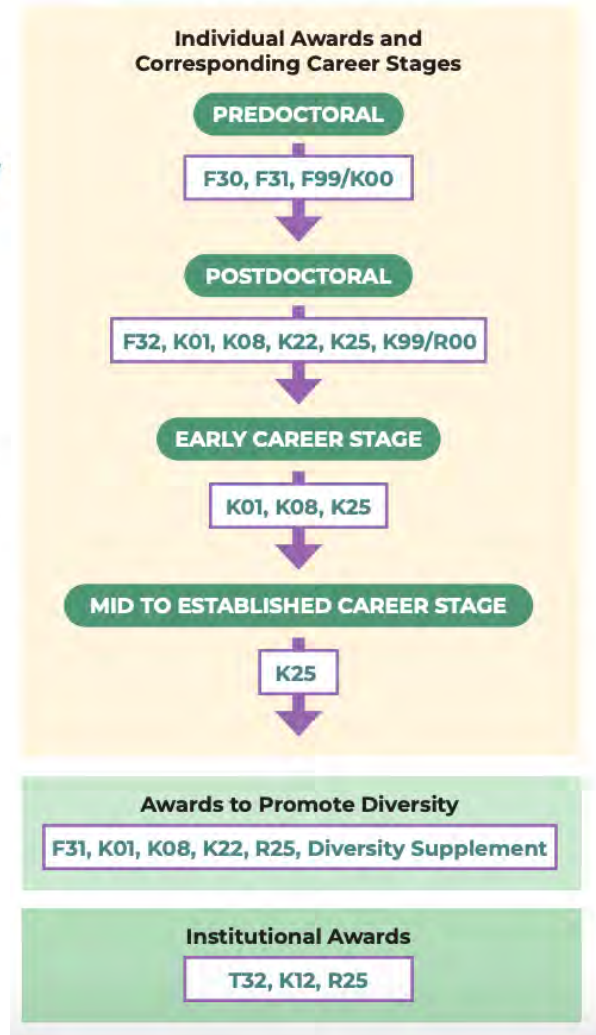 Individual Awards and
Corresponding Career Stages
PREDOCTORAL
F30, F31, F99/K00
POSTDOCTORAL
F32, K01, K08, K22, K25, K99/R00
EARLY CAREER STAGE
K01, K08, K25
MID TO ESTABLISHED CAREER STAGE
K25
Awards to Promote Diversity
F31, K01, K08, K22, R25, Diversity Supplement
Institutional Awards
T32, K12, R25